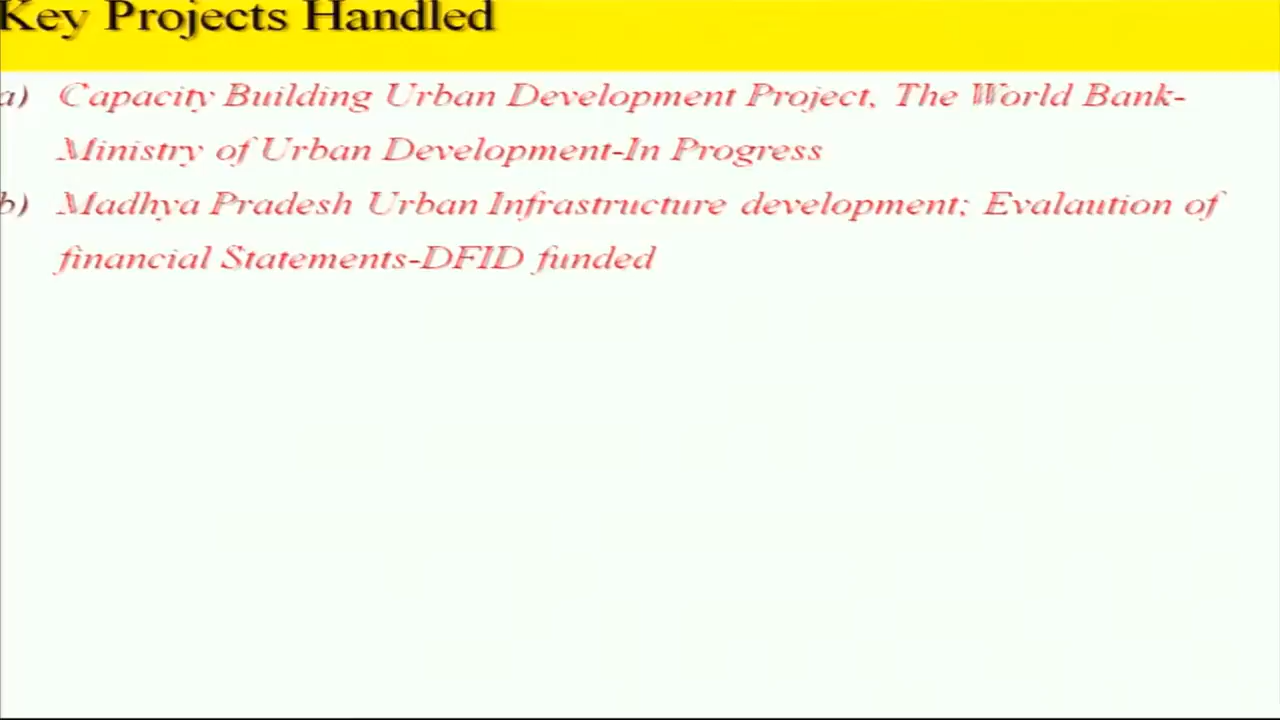 Key Projects Handled
a) Capacity Building Urban Development Project, The World Bank-
Ministry of Urban Development-In Progress
b) Madhya Pradesh Urban Infrastructure development; Evalaution of
financial Statements-DFID funded